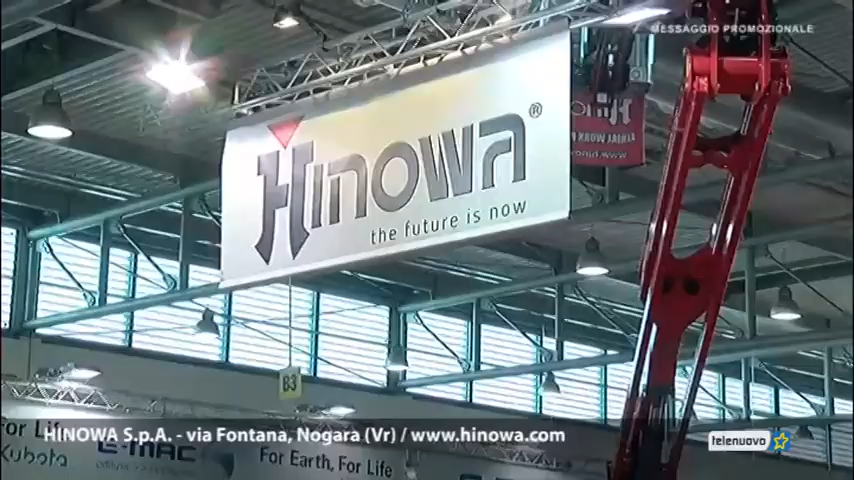 MESSAGGIO PROMOZIONALE
HINOWA®
the future is now
B3
For Life
Kubota
E-MAC
For Earth, For Life
HINOWA S.p.A. - via Fontana, Nogara (Vr) / www.hinowa.com
telenuovo